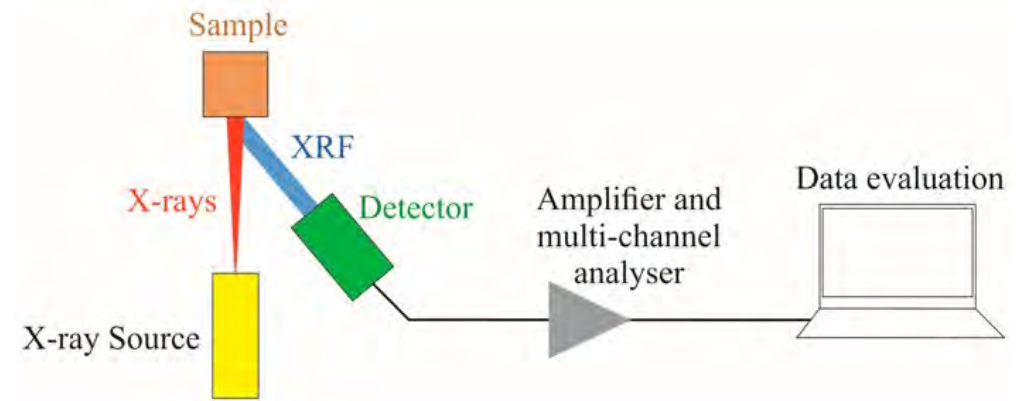 Sample
XRF
X-rays
Detector
Amplifier and
multi-channel
analyser
Data evaluation
X-ray Source